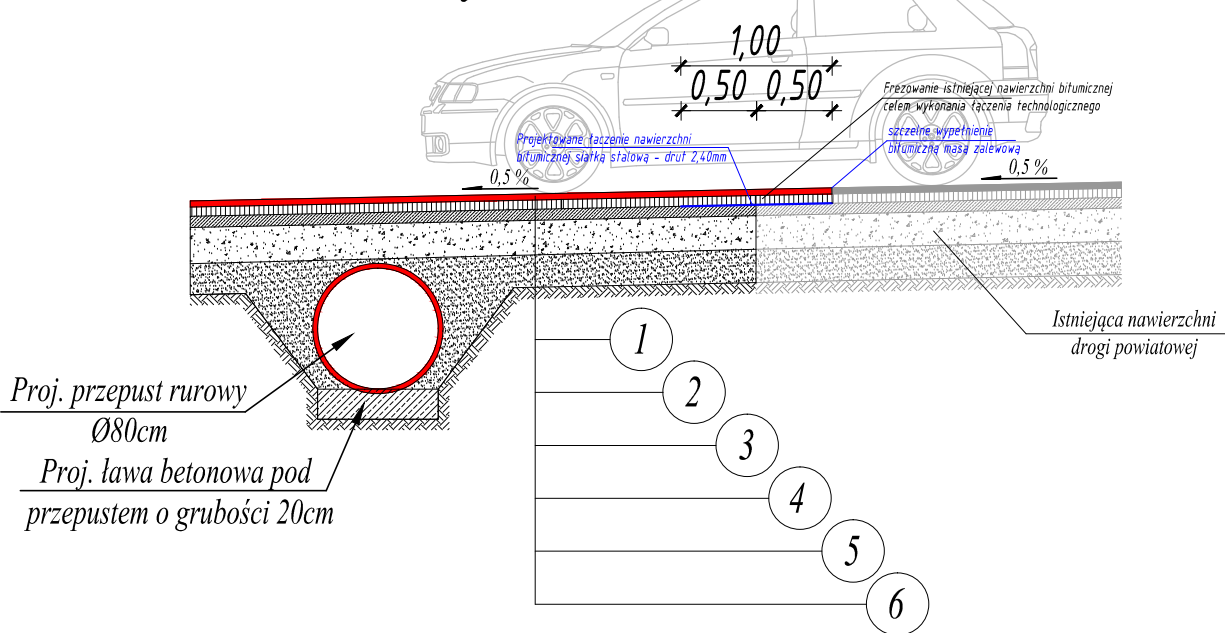 1,00
0,50 0,50
Frezowanie istniejącej nawierzchni bitumicznej
celem wykonania łączenia technologicznego
Projektowane łączenie nawierzchni
bitumicznej siatką stalową - drut 2,40mm
szczelne wypełnienie
bitumiczną masą zalewową
0,5 %
0,5 %
Istniejąca nawierzchni
drogi powiatowej
Proj. przepust rurowy
Ø80cm
Proj. ława betonowa pod
przepustem o grubości 20cm
1
2
3
4
5
6